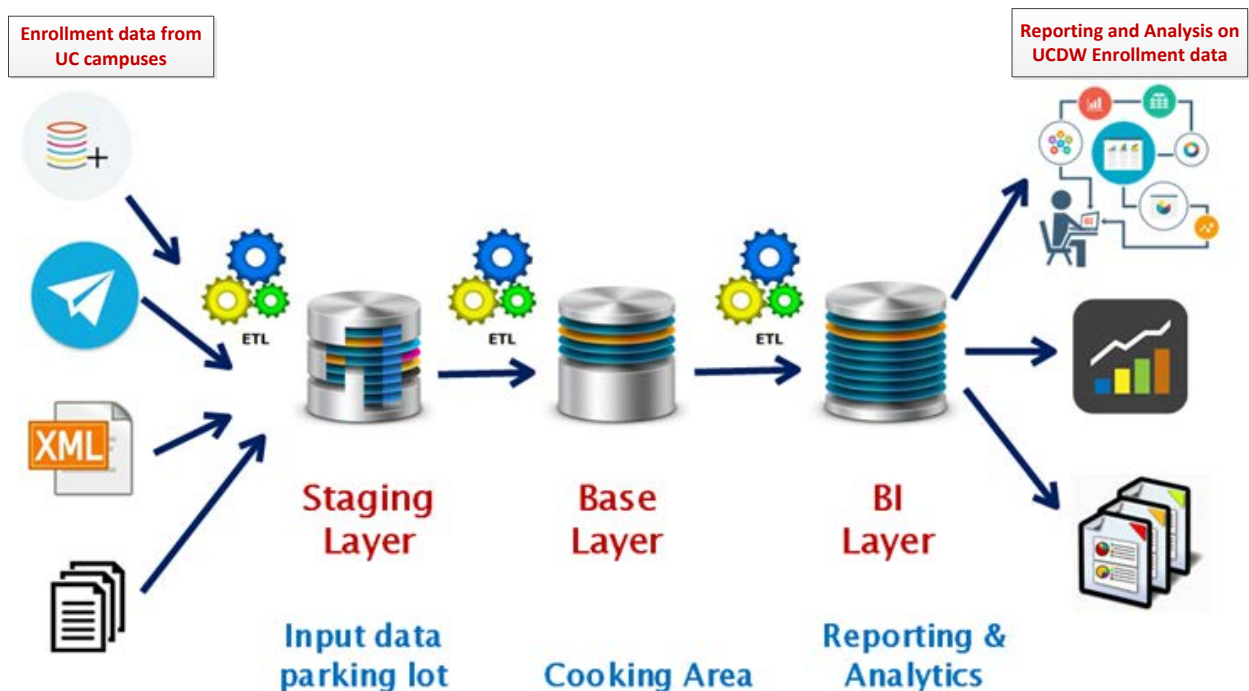 Enrollment data from
UC campuses
Reporting and Analysis on
UCDW Enrollment data
XML
ETL
ETL
ETL
Staging
Layer
Base
Layer
BI
Layer
Input data
parking lot
Cooking Area
Reporting &
Analytics